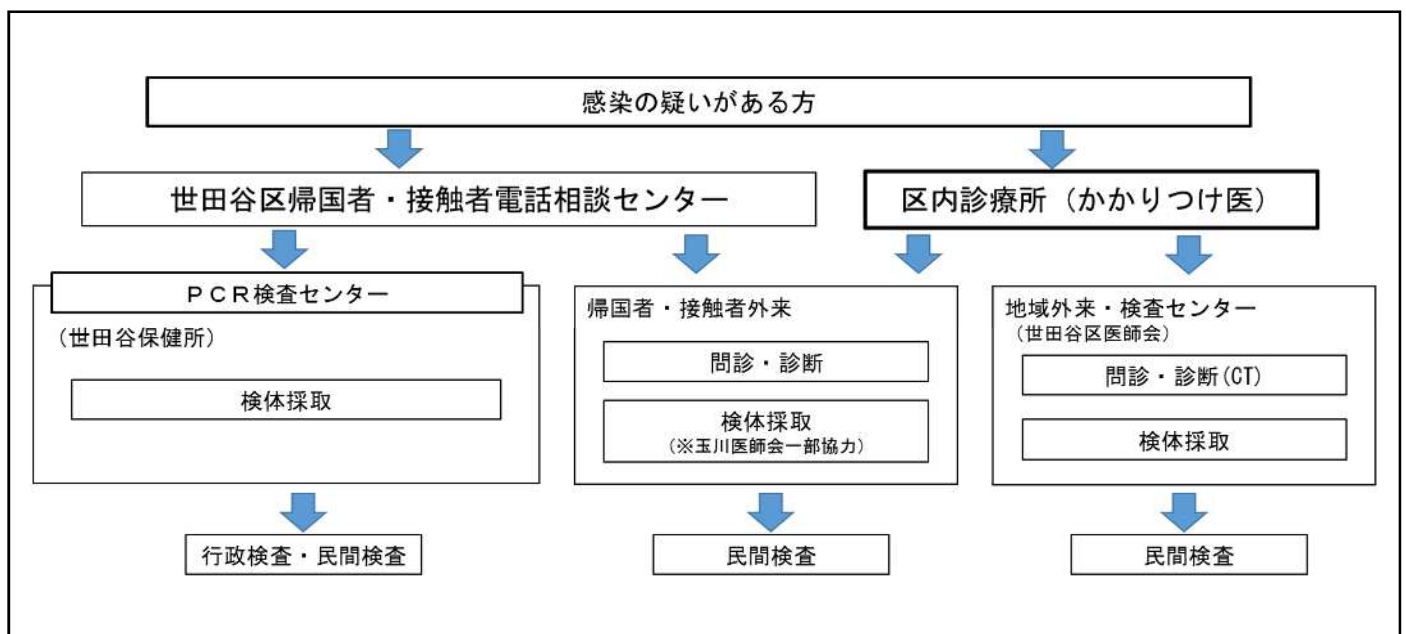 感染の疑いがある方
世田谷区帰国者・接触者電話相談センター
区内診療所（かかりつけ医）
ＰＣＲ検査センター
（世田谷保健所）
検体採取
帰国者・接触者外来
問診・診断
検体採取
（※玉川医師会一部協力）
地域外来・検査センター
（世田谷区医師会）
問診・診断(CT)
検体採取
行政検査・民間検査
民間検査
民間検査